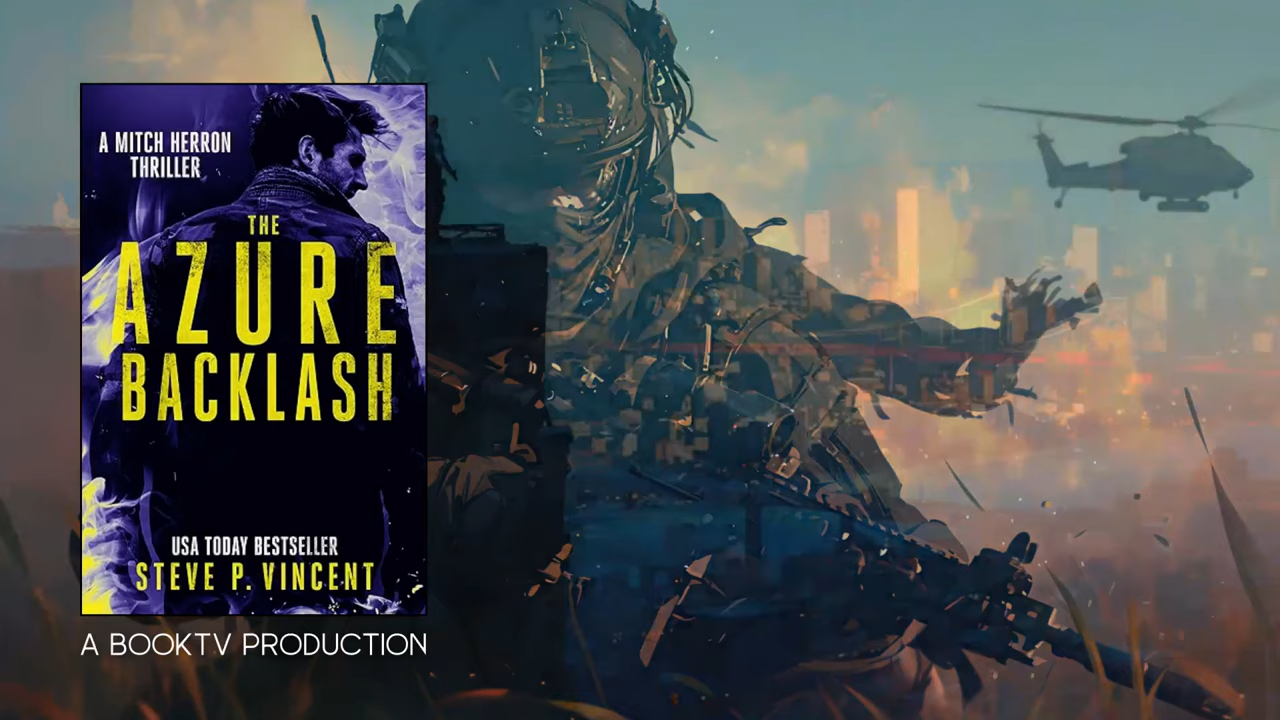 A MITCH HERRON
THRILLER
THE
AZURE
BACKLASH
USA TODAY BESTSELLER
STEVE P. VINCENT
A BOOKTV PRODUCTION